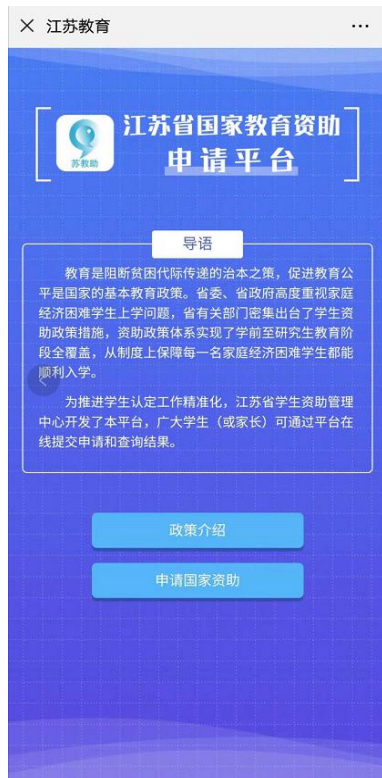 江苏教育
江苏省国家教育资助
申请平台
苏教助
导语
教育是阻断贫困代际传递的治本之策，促进教育公
平是国家的基本教育政策。省委、省政府高度重视家庭
经济困难学生上学问题，省有关部门密集出台了学生资
助政策措施，资助政策体系实现了学前至研究生教育阶
段全覆盖，从制度上保障每一名家庭经济困难学生都能
顺利入学。
为推进学生认定工作精准化，江苏省学生资助管理
中心开发了本平台，广大学生（或家长）可通过平台在
线提交申请和查询结果。
政策介绍
申请国家资助